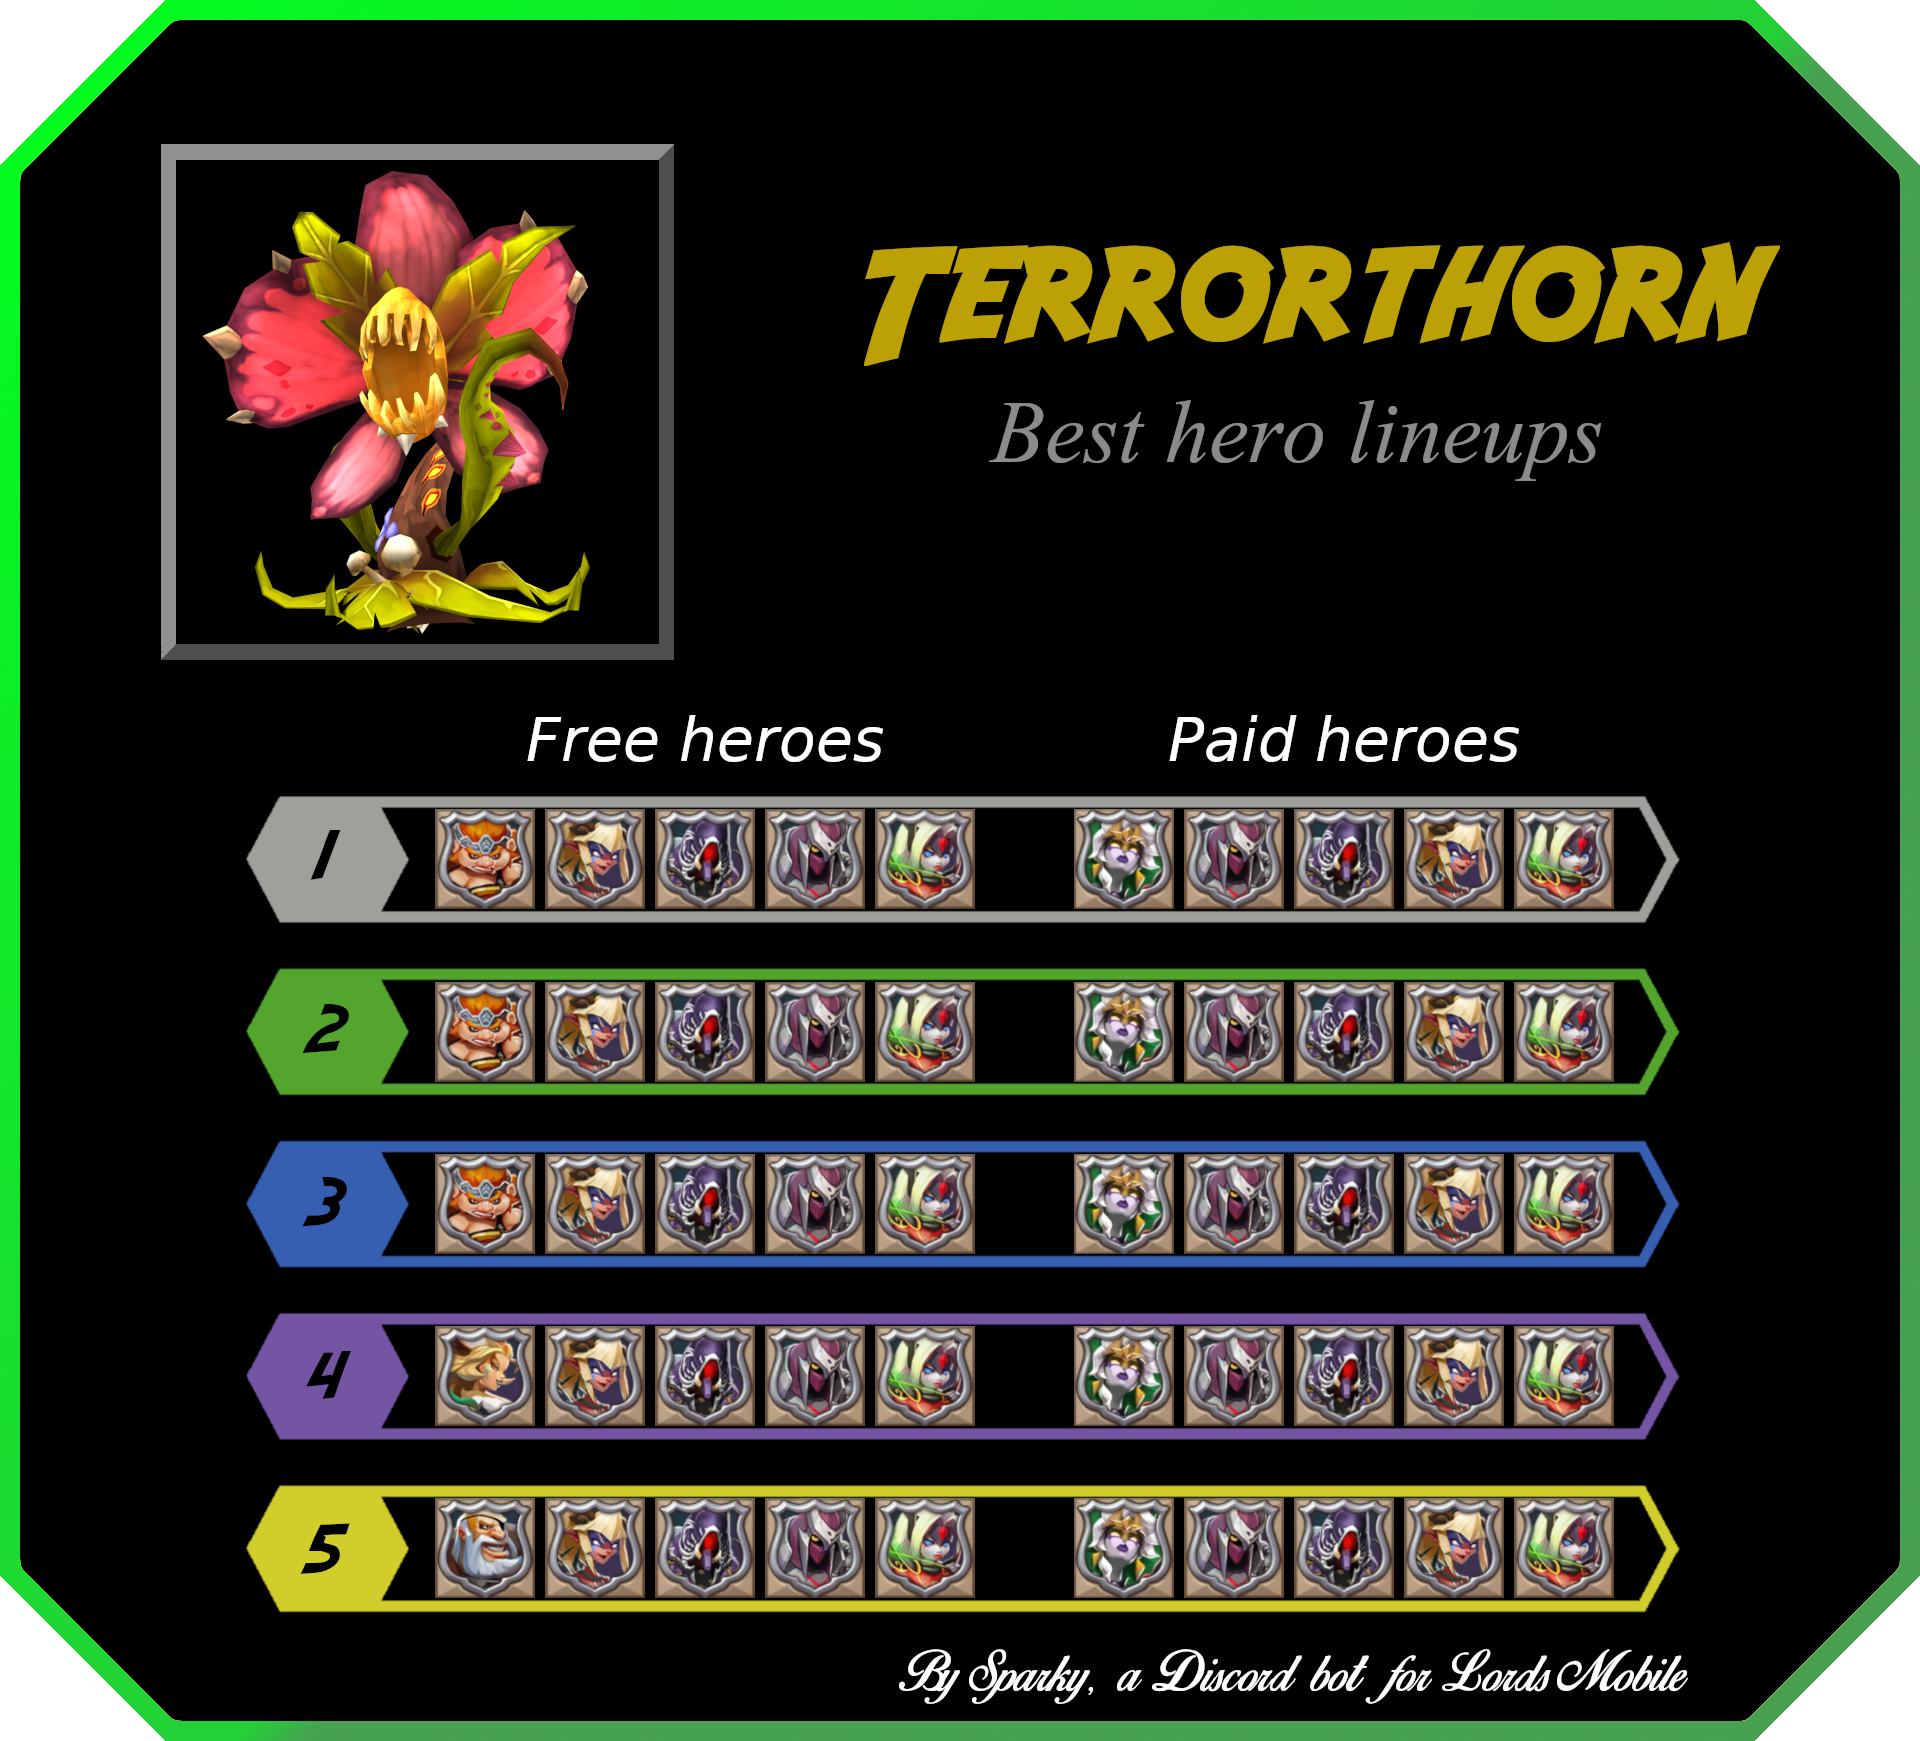 TERRORTHORN
Best hero lineups
Free heroes Paid heroes
1
2
3
4
5
By Sparky, a Discord bot for Lords Mobile